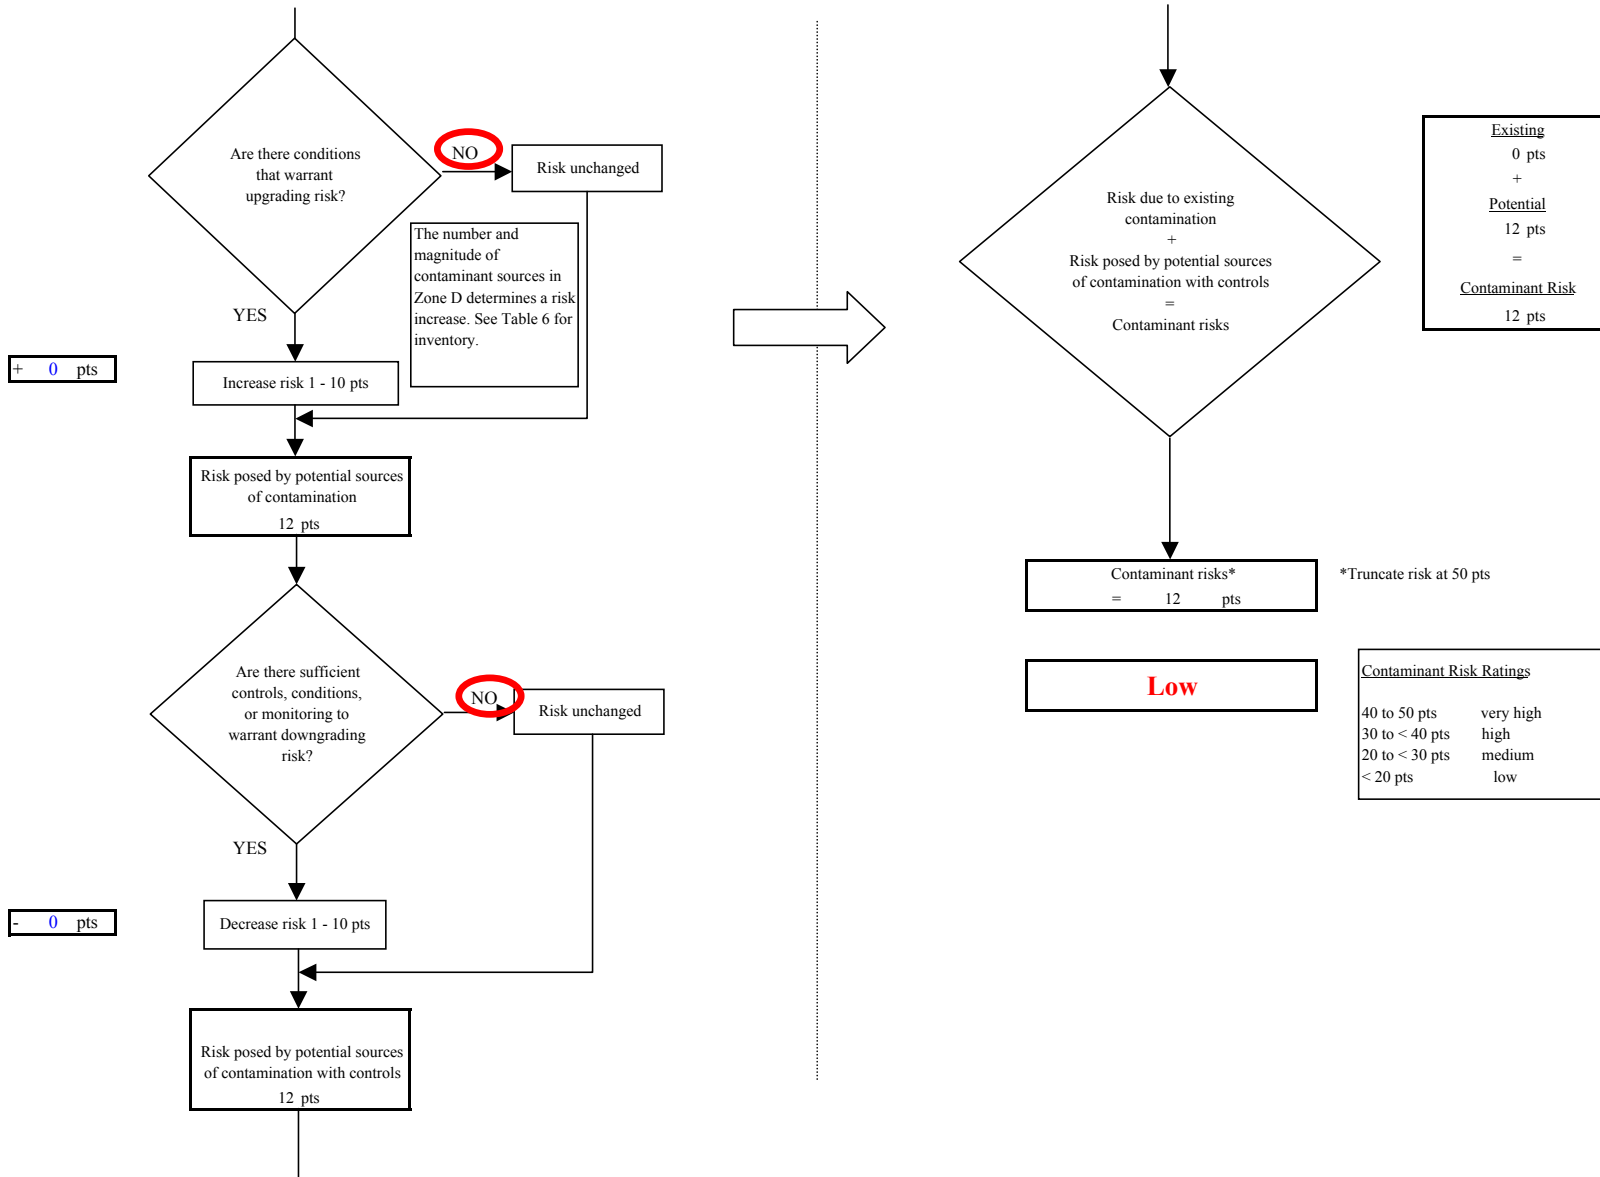 Are there conditions
that warrant
upgrading risk?
NO
Risk unchanged
The number and
magnitude of
contaminant sources in
Zone D determines a risk
increase. See Table 6 for
inventory.
YES
+ 0 pts
Increase risk 1 - 10 pts
Risk posed by potential sources
of contamination
12 pts
Are there sufficient
controls, conditions,
or monitoring to
warrant downgrading
risk?
NO
Risk unchanged
YES
- 0 pts
Decrease risk 1 - 10 pts
Risk posed by potential sources
of contamination with controls
12 pts
Risk due to existing
contamination
+
Risk posed by potential sources
of contamination with controls
=
Contaminant risks
Existing
0 pts
+
Potential
12 pts
=
Contaminant Risk
12 pts
Contaminant risks*
= 12 pts
*Truncate risk at 50 pts
Low
Contaminant Risk Ratings
40 to 50 pts very high
30 to < 40 pts high
20 to < 30 pts medium
< 20 pts low